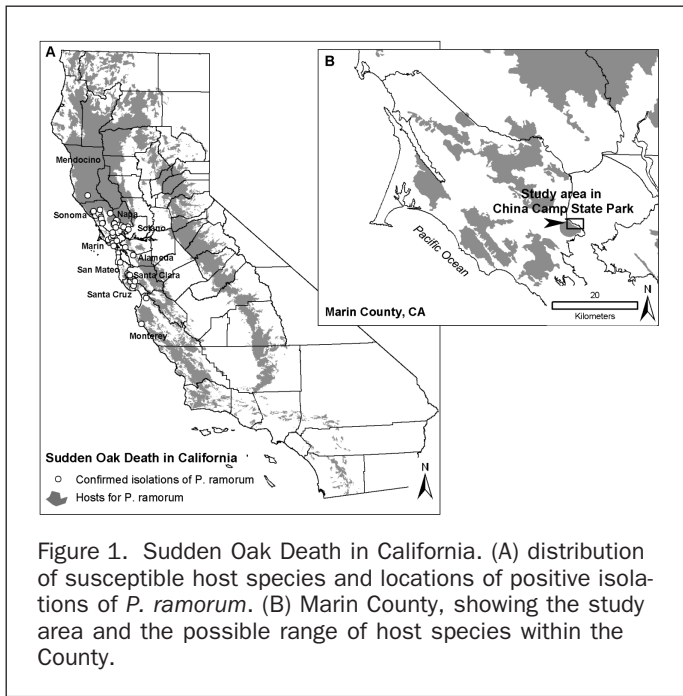 A
Mendocino
Sonoma
Napa
Solano
Marin
Alameda
San Mateo
Santa Clara
Santa Cruz
Monterey
Sudden Oak Death in California
Confirmed isolations of P. ramorum
Hosts for P. ramorum
N
B
Study area in
China Camp State Park
Pacific Ocean
20
Kilometers
N
Marin County, CA
Figure 1. Sudden Oak Death in California. (A) distribution
of susceptible host species and locations of positive isola-
tions of P. ramorum. (B) Marin County, showing the study
area and the possible range of host species within the
County.